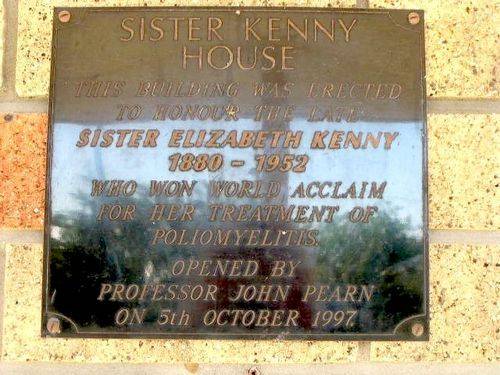 SISTER KENNY
HOUSE
THIS BUILDING WAS ERECTED
TO HONOUR THE LATE
SISTER ELIZABETH KENNY
1880 - 1952
WHO WON WORLD ACCLAIM
FOR HER TREATMENT OF
POLIOMYELITIS.
OPENED BY
PROFESSOR JOHN PEARN
ON 5th OCTOBER 1997